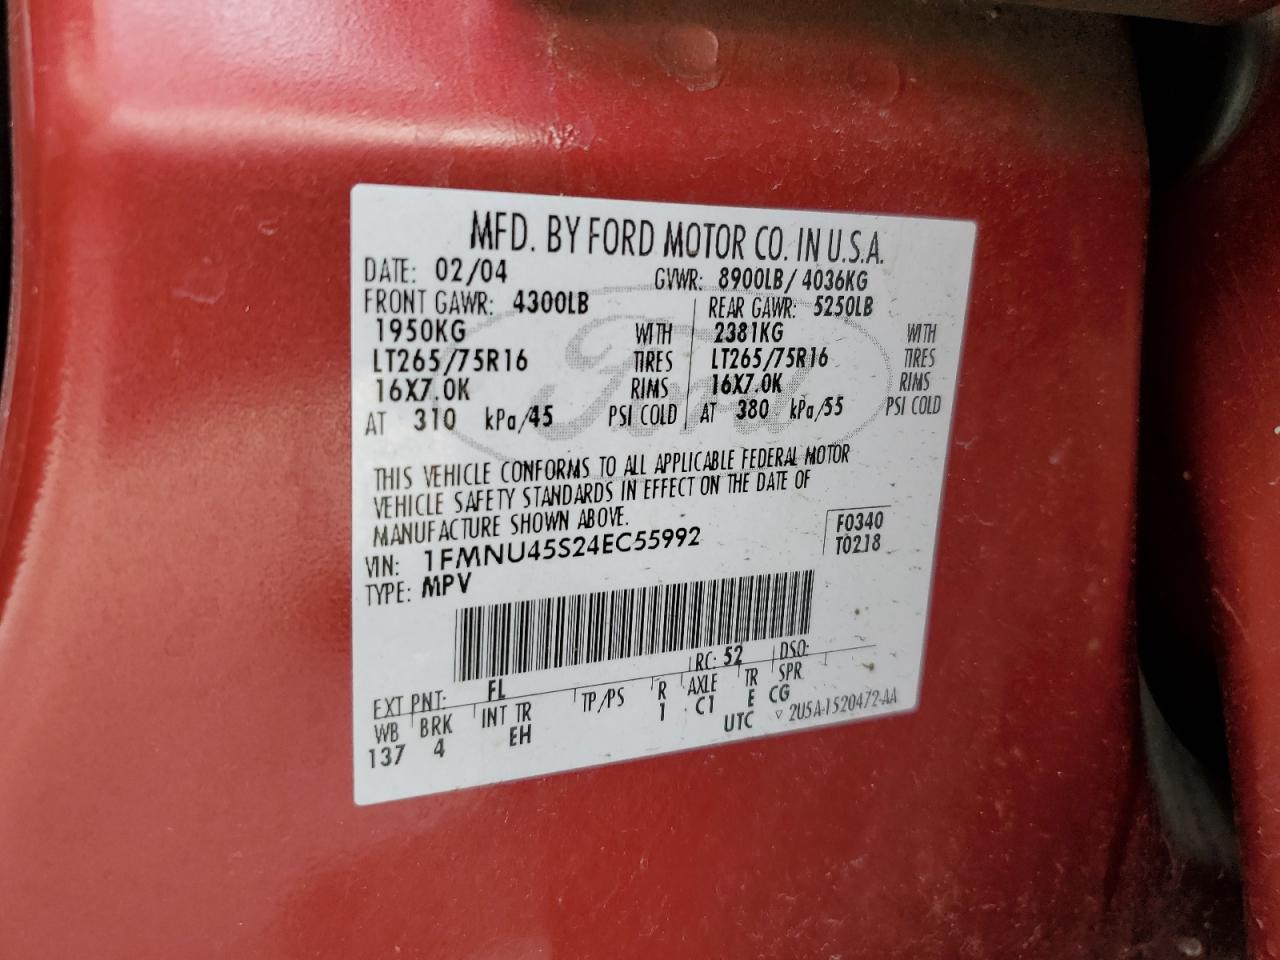 MFD. BY FORD MOTOR CO. IN U.S.A.
DATE: 02/04 GVWR: 8900LB/ 4036KG
FRONT GAWR: 4300LB REAR GAWR: 5250LB
1950KG WITH 2381KG WITH
LT265/75R16 TIRES LT265/75R16 TIRES
16X7.0K RIMS 16X7.0K RIMS
AT 310 kPa/45 PSI COLD AT 380 kPa/55 PSI COLD
Ford
THIS VEHICLE CONFORMS TO ALL APPLICABLE FEDERAL MOTOR
VEHICLE SAFETY STANDARDS IN EFFECT ON THE DATE OF
MANUFACTURE SHOWN ABOVE.
VIN: 1FMNU45S24EC55992 F0340
TYPE: MPV T0218
EXT PNT: FL RC: 52 DSO:
WB BRK INT TR TP/PS R AXLE TR SPR
137 4 EH 1 C1 E CG
UTC ▽ 2U5A-1520472-AA